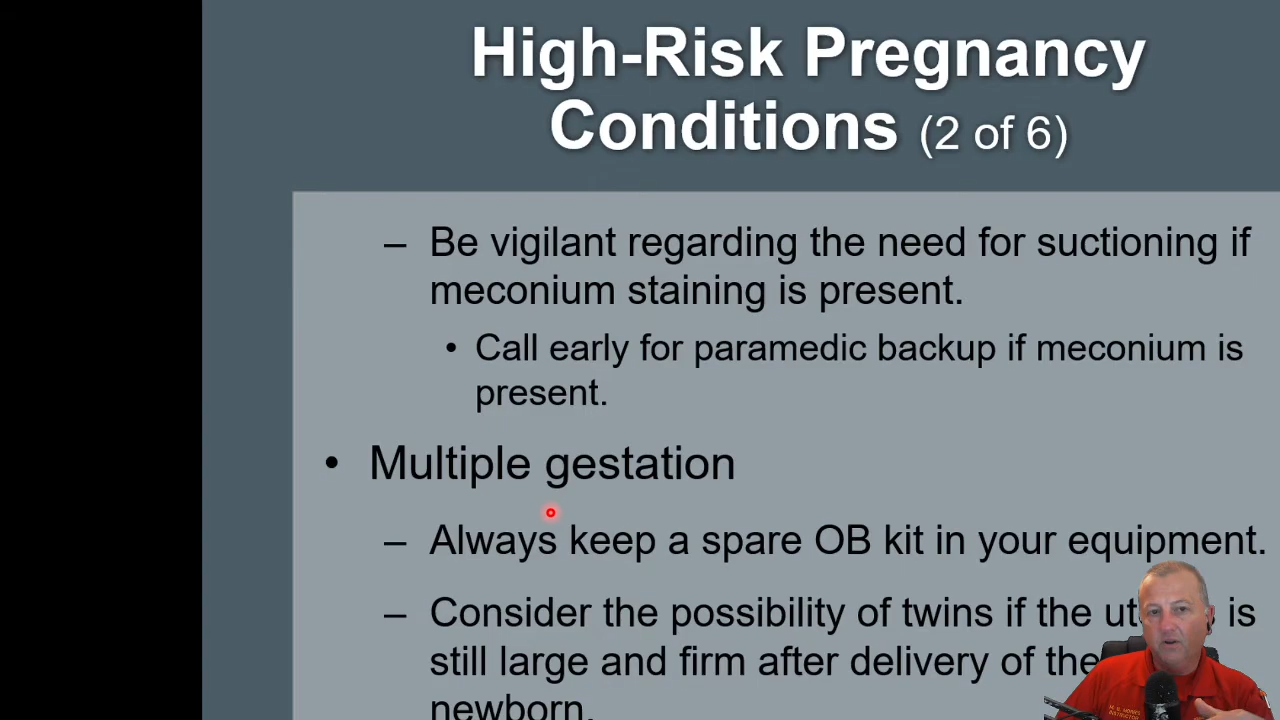 High-Risk Pregnancy
Conditions (2 of 6)
– Be vigilant regarding the need for suctioning if
meconium staining is present.
• Call early for paramedic backup if meconium is
present.
• Multiple gestation
– Always keep a spare OB kit in your equipment.
– Consider the possibility of twins if the is
still large and firm after delivery of the
newborn.